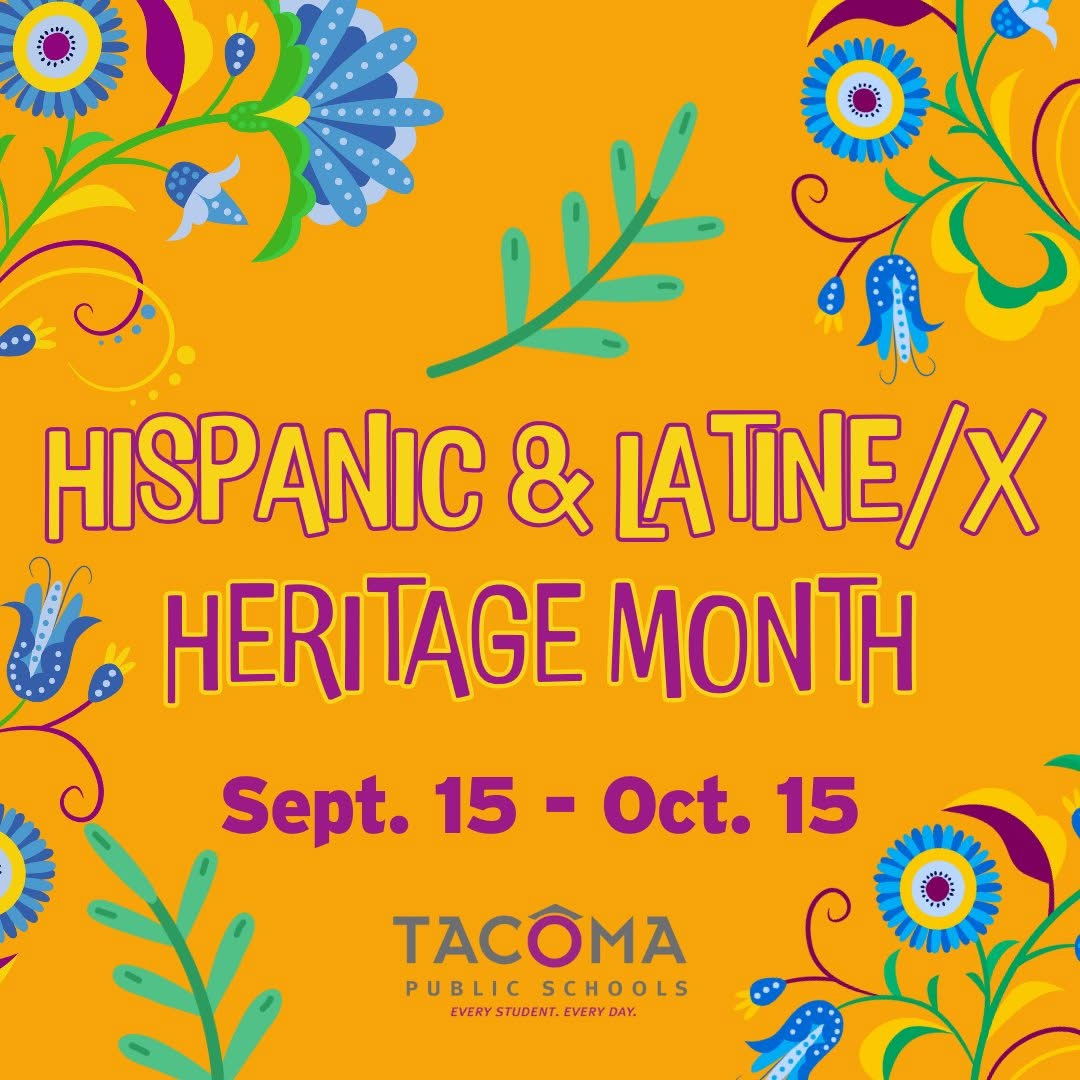 HISPANIC & LATINE/X
HERITAGE MONTH
Sept. 15 - Oct. 15
TACOMA
PUBLIC SCHOOLS
EVERY STUDENT. EVERY DAY.